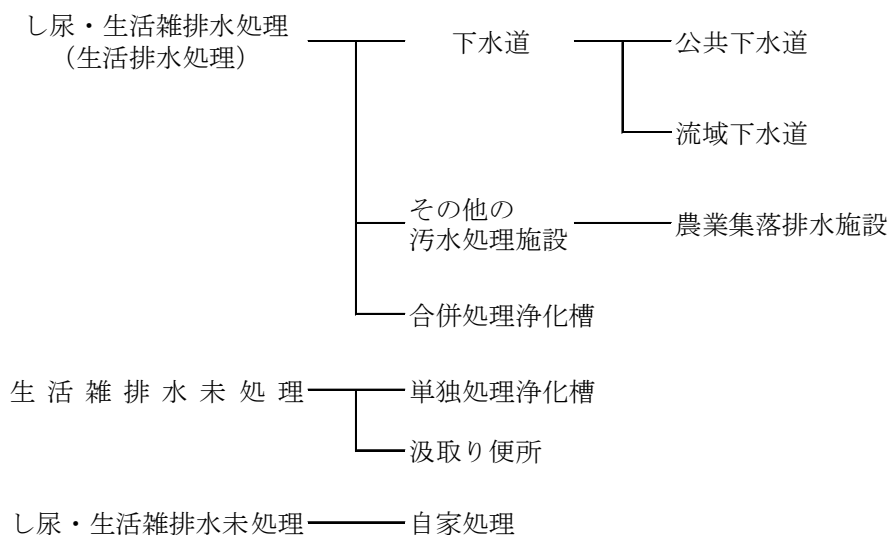 し尿・生活雑排水処理
（生活排水処理）
下水道
公共下水道
流域下水道
その他の
汚水処理施設
農業集落排水施設
合併処理浄化槽
生活雑排水未処理
単独処理浄化槽
汲取り便所
し尿・生活雑排水未処理
自家処理